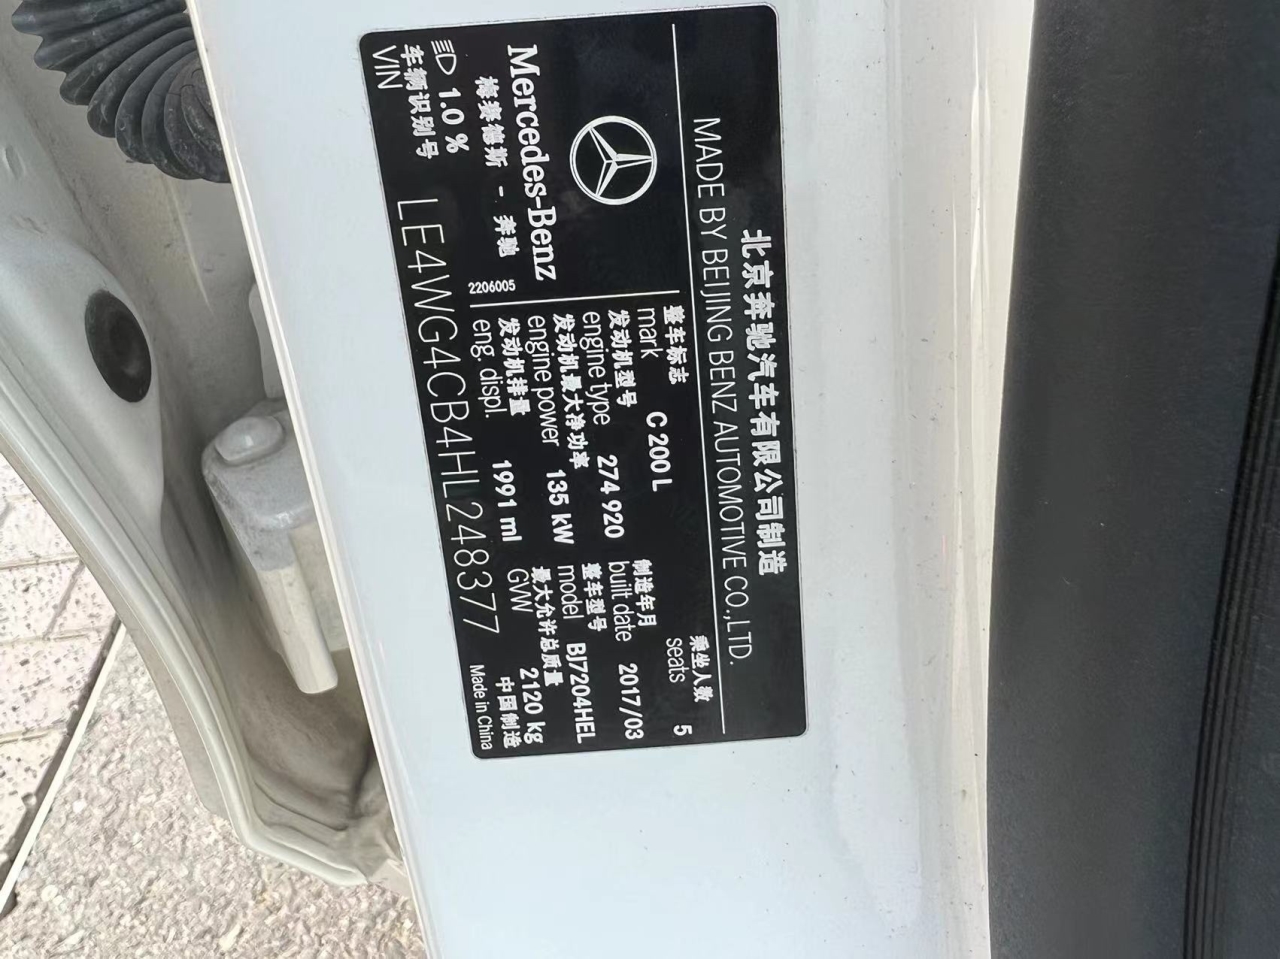 北京奔驰汽车有限公司制造
MADE BY BEIJING BENZ AUTOMOTIVE CO.,LTD.
Mercedes-Benz
梅赛德斯 - 奔驰
2206005
整车标志
mark C 200 L
乘坐人数
seats 5
发动机型号
engine type 274 920
制造年月
built date 2017/03
发动机最大净功率
engine power 135 kW
整车型号
model BJ7204HEL
发动机排量
eng. displ. 1991 ml
最大允许总质量
GVW 2120 kg
1.0 %
车辆识别号
VIN LE4WG4CB4HL248377
中国制造
Made in China